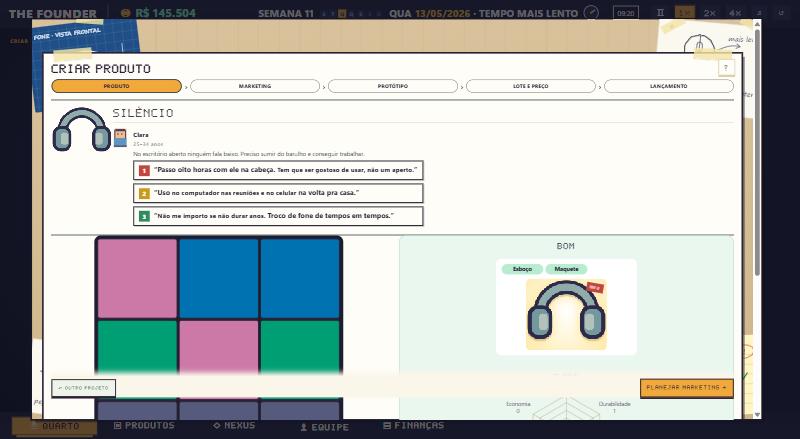 THE FOUNDER
R$ 145.504
SEMANA 11
QUA 13/05/2026 · TEMPO MAIS LENTO
09:20
1×
2×
4×
CRIAR
FONE · VISTA FRONTAL
CRIAR PRODUTO
?
PRODUTO
MARKETING
PROTÓTIPO
LOTE E PREÇO
LANÇAMENTO
SILÊNCIO
Clara
25–34 anos
No escritório aberto ninguém fala baixo. Preciso sumir do barulho e conseguir trabalhar.
1 "Passo oito horas com ele na cabeça. Tem que ser gostoso de usar, não um aperto."
2 "Uso no computador nas reuniões e no celular na volta pra casa."
3 "Não me importo se não durar anos. Troco de fone de tempos em tempos."
BOM
Esboço
Maquete
← OUTRO PROJETO
PLANEJAR MARKETING →
Economia
0
Durabilidade
1
QUARTO
PRODUTOS
NEXUS
EQUIPE
FINANÇAS